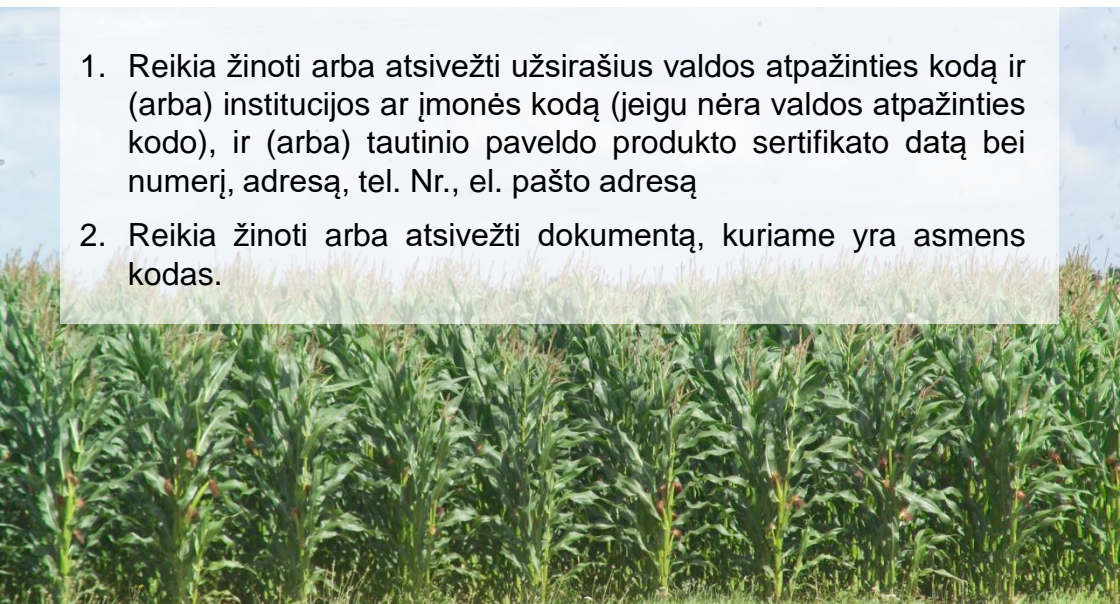 1. Reikia žinoti arba atsivežti užsirašius valdos atpažinties kodą ir
(arba) institucijos ar įmonės kodą (jeigu nėra valdos atpažinties
kodo), ir (arba) tautinio paveldo produkto sertifikato datą bei
numerį, adresą, tel. Nr., el. pašto adresą
2. Reikia žinoti arba atsivežti dokumentą, kuriame yra asmens
kodas.